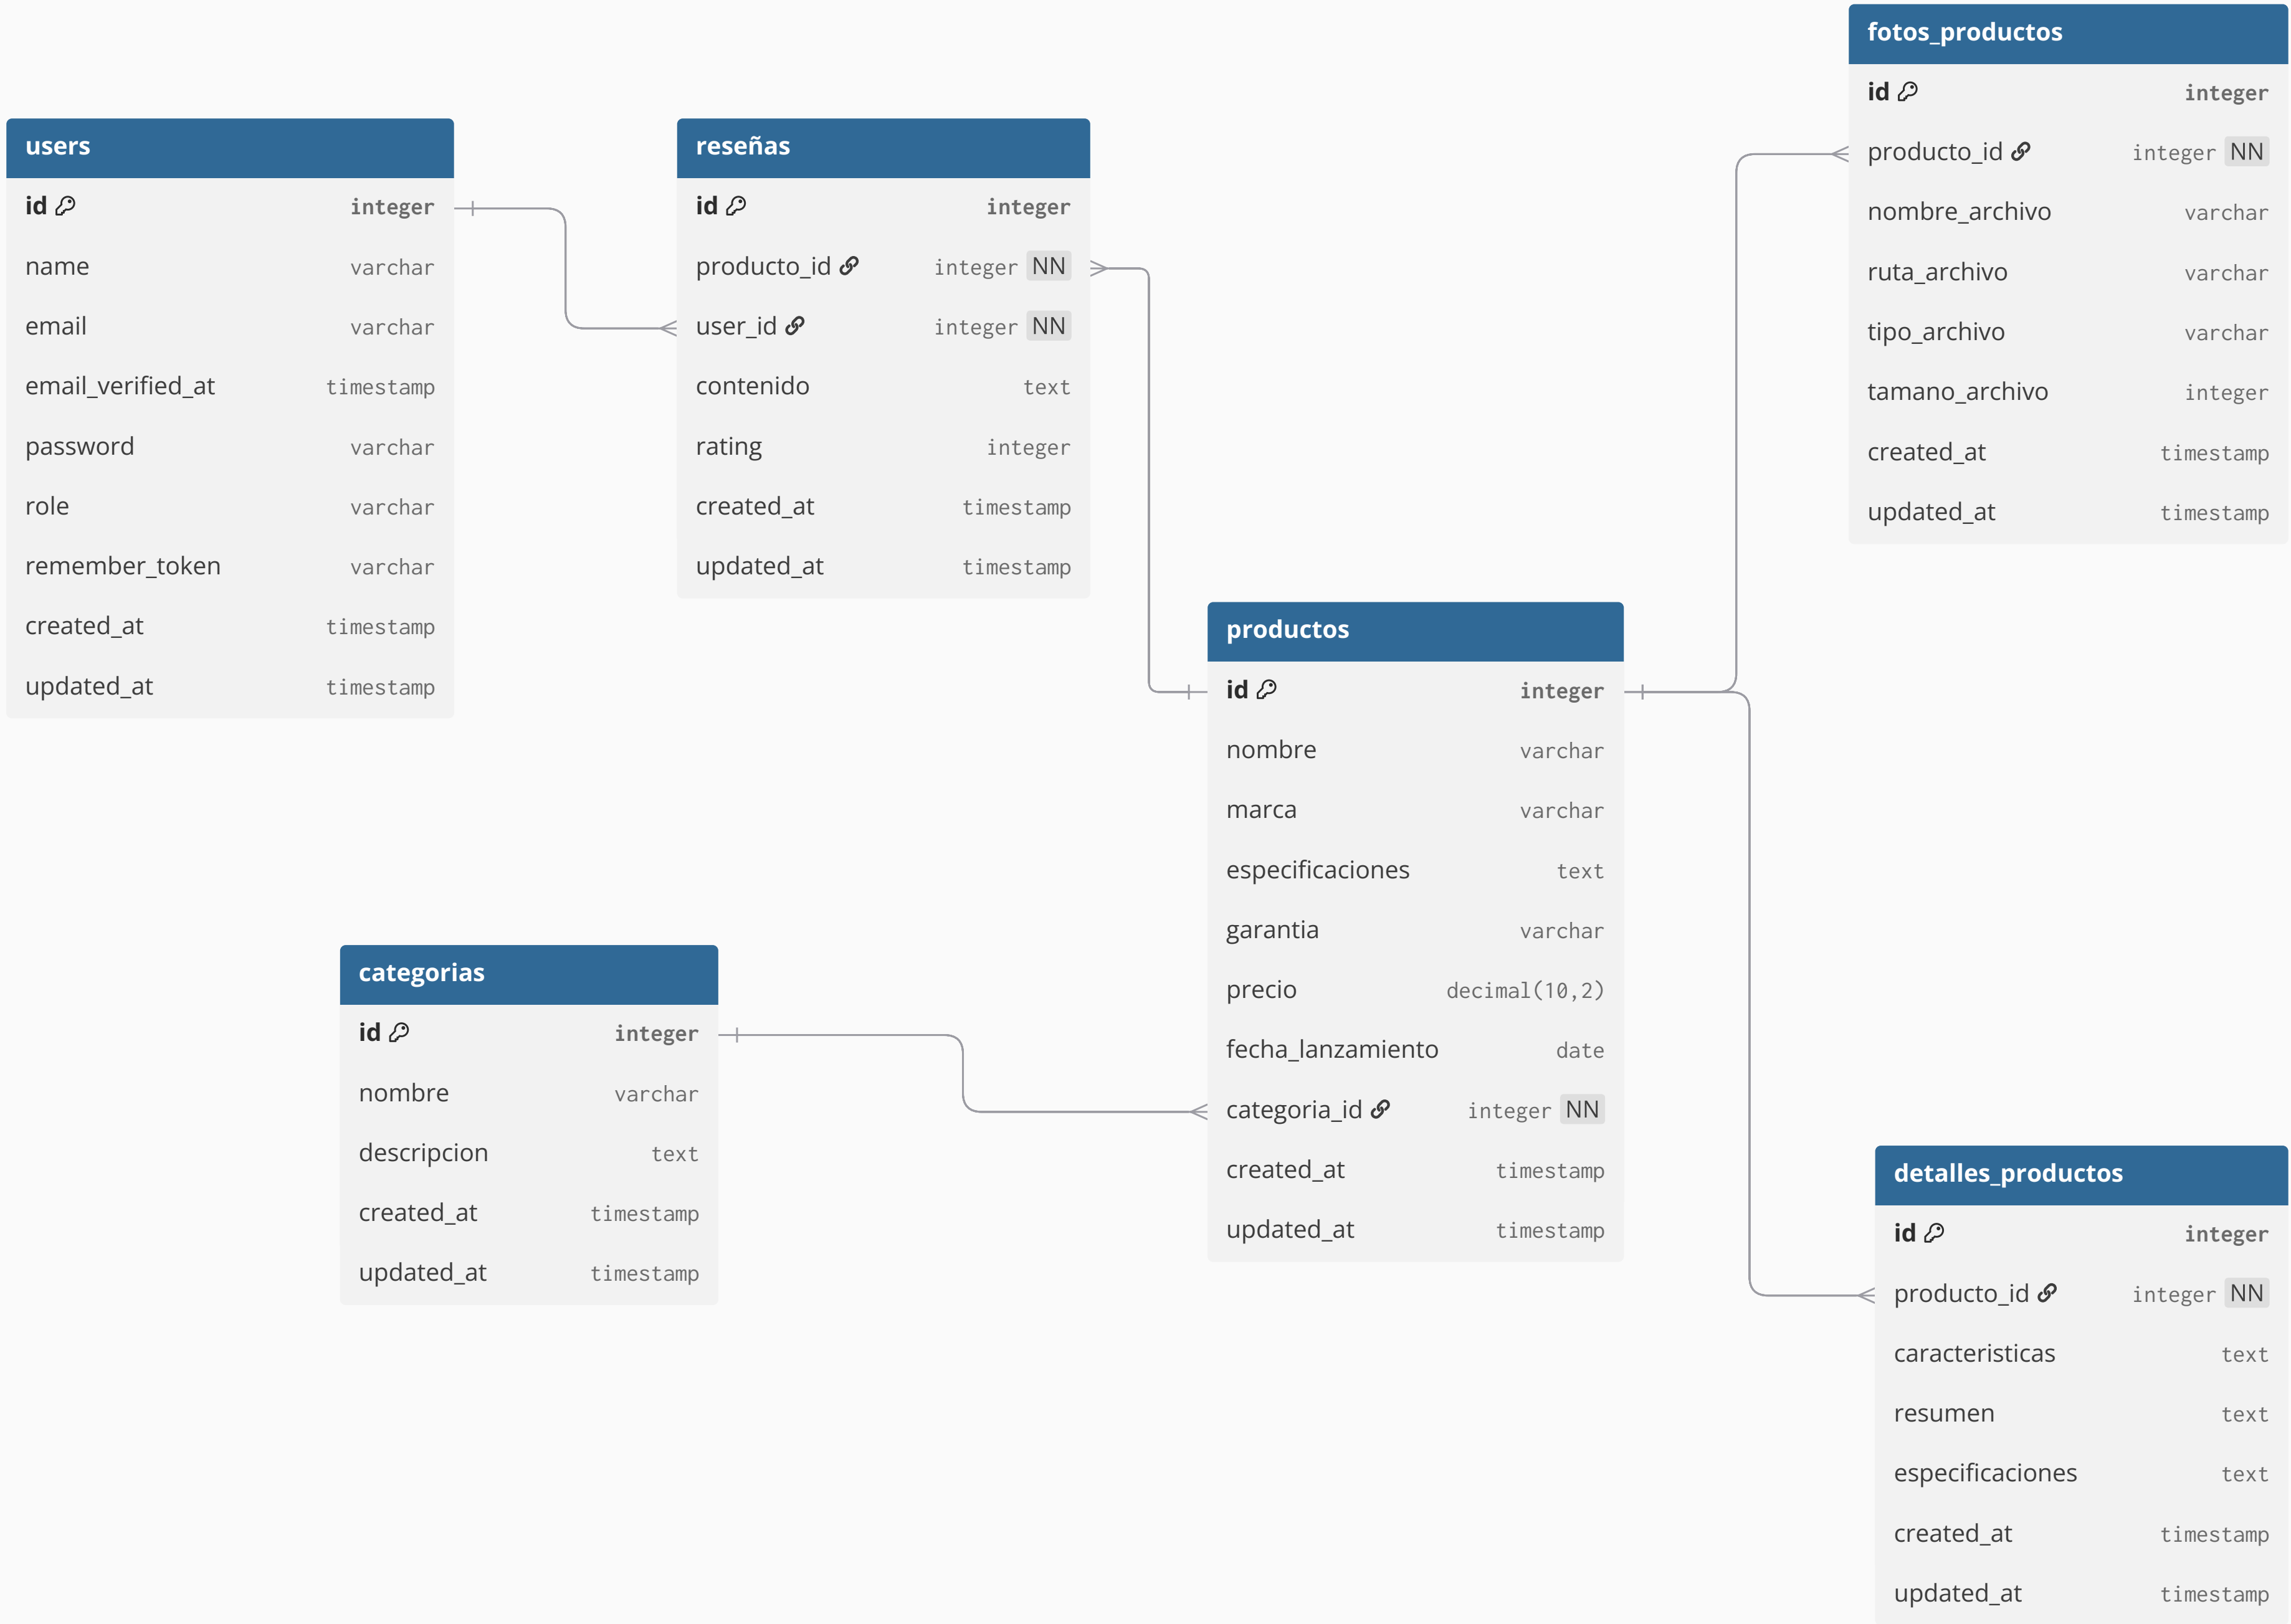 users
id integer
name varchar
email varchar
email_verified_at timestamp
password varchar
role varchar
remember_token varchar
created_at timestamp
updated_at timestamp
reseñas
id integer
producto_id integer NN
user_id integer NN
contenido text
rating integer
created_at timestamp
updated_at timestamp
fotos_productos
id integer
producto_id integer NN
nombre_archivo varchar
ruta_archivo varchar
tipo_archivo varchar
tamano_archivo integer
created_at timestamp
updated_at timestamp
productos
id integer
nombre varchar
marca varchar
especificaciones text
garantia varchar
precio decimal(10,2)
fecha_lanzamiento date
categoria_id integer NN
created_at timestamp
updated_at timestamp
categorias
id integer
nombre varchar
descripcion text
created_at timestamp
updated_at timestamp
detalles_productos
id integer
producto_id integer NN
caracteristicas text
resumen text
especificaciones text
created_at timestamp
updated_at timestamp